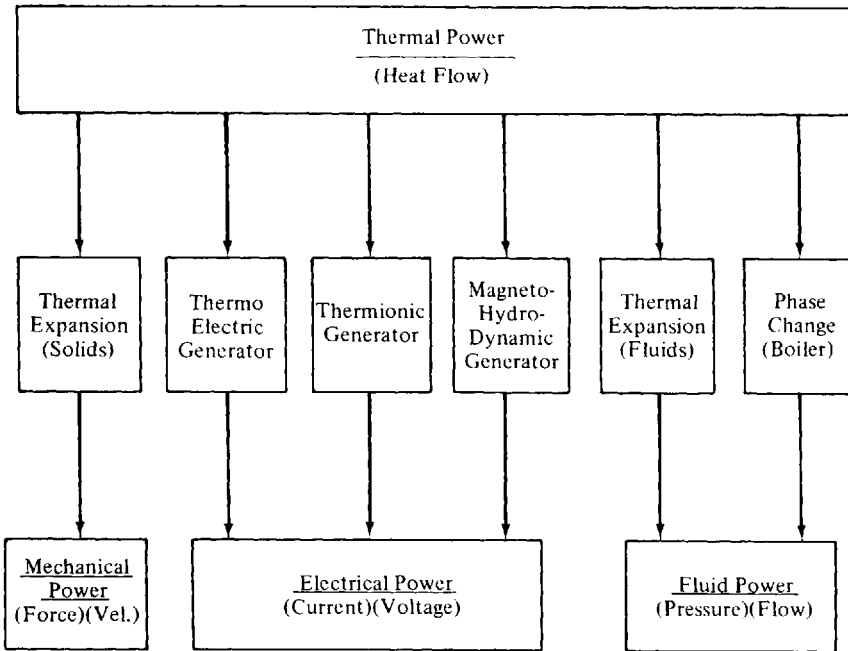 Thermal Power
(Heat Flow)
Thermal
Expansion
(Solids)
Thermo
Electric
Generator
Thermionic
Generator
Magneto-
Hydro-
Dynamic
Generator
Thermal
Expansion
(Fluids)
Phase
Change
(Boiler)
Mechanical
Power
(Force)(Vel.)
Electrical Power
(Current)(Voltage)
Fluid Power
(Pressure)(Flow)